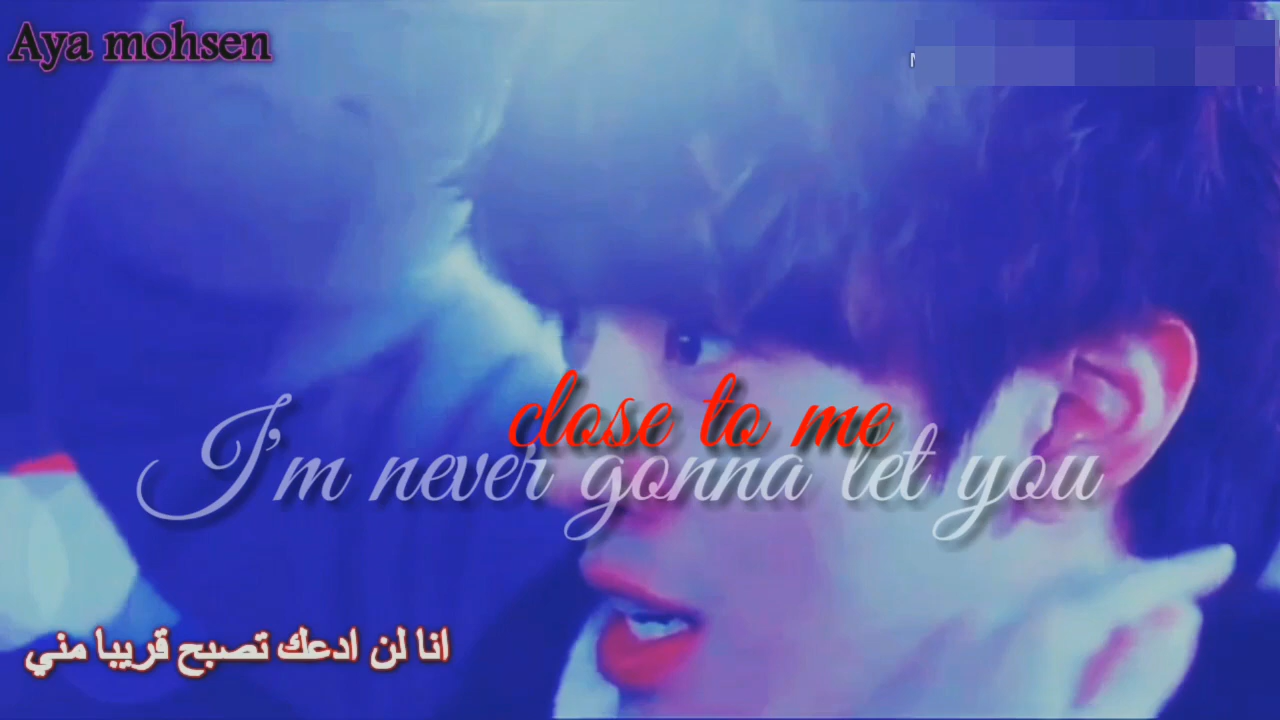 Aya mohsen
close to me
I'm never gonna let you
انا لن ادعك تصبح قريبا مني